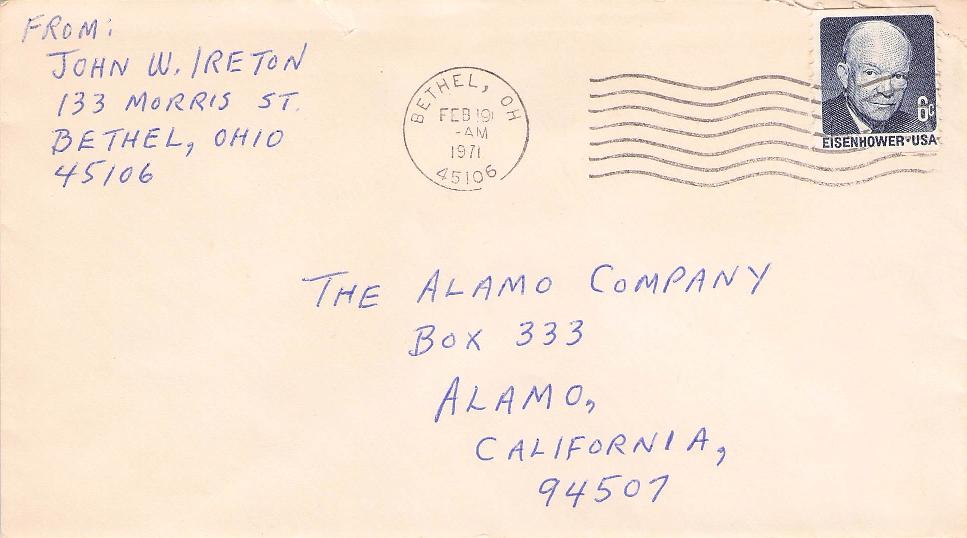 FROM:
JOHN W. IRETON
133 MORRIS ST.
BETHEL, OHIO
45106
BETHEL, OH
FEB 19
-AM
1971
45106
6c
EISENHOWER·USA
THE ALAMO COMPANY
BOX 333
ALAMO,
CALIFORNIA,
94507